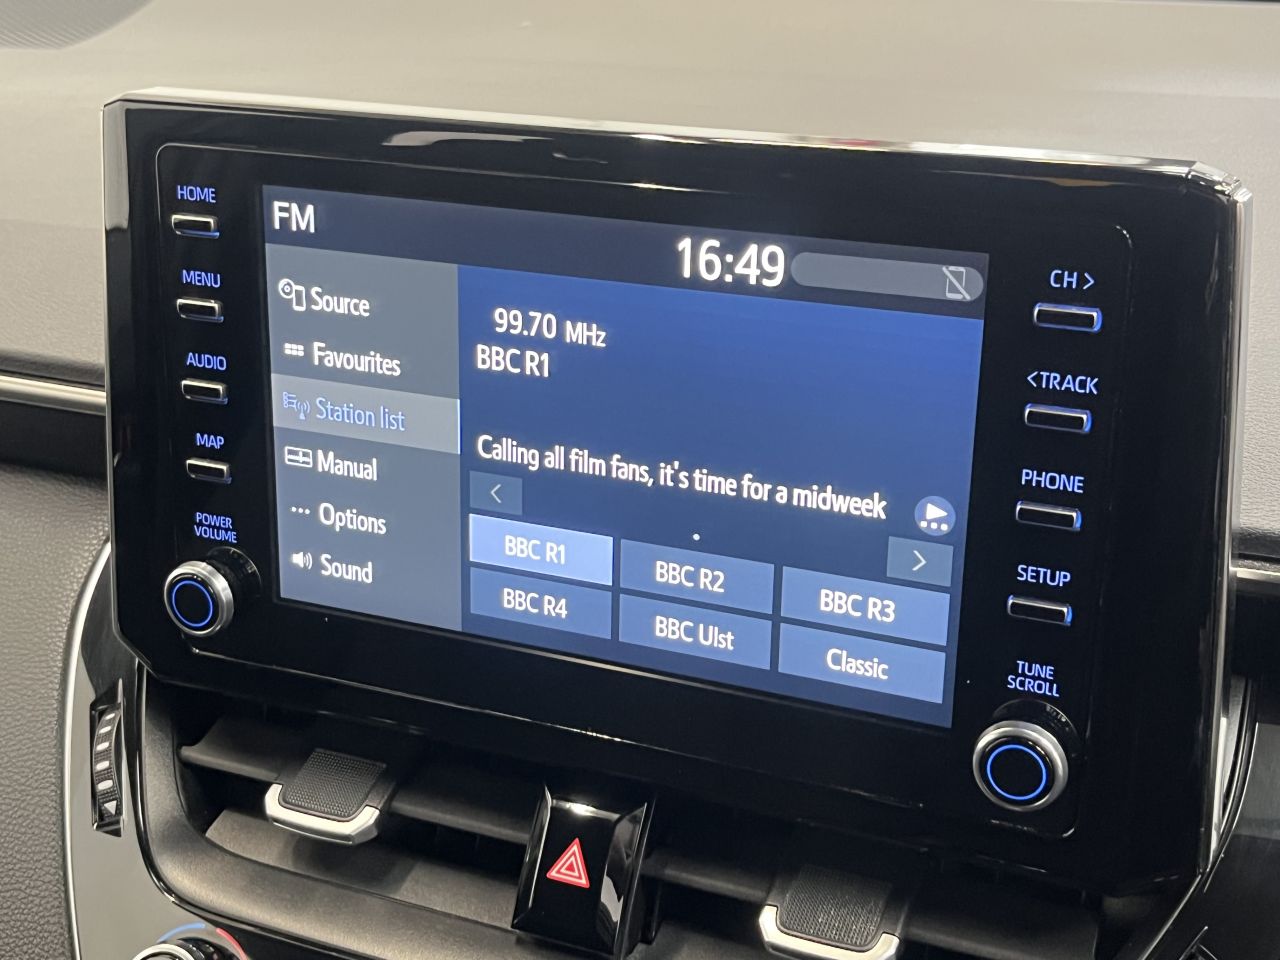 HOME
MENU
AUDIO
MAP
POWER
VOLUME
FM
16:49
Source
Favourites
Station list
Manual
Options
Sound
99.70 MHz
BBC R1
Calling all film fans, it's time for a midweek
BBC R1
BBC R2
BBC R3
BBC R4
BBC Ulst
Classic
CH >
<TRACK
PHONE
SETUP
TUNE
SCROLL